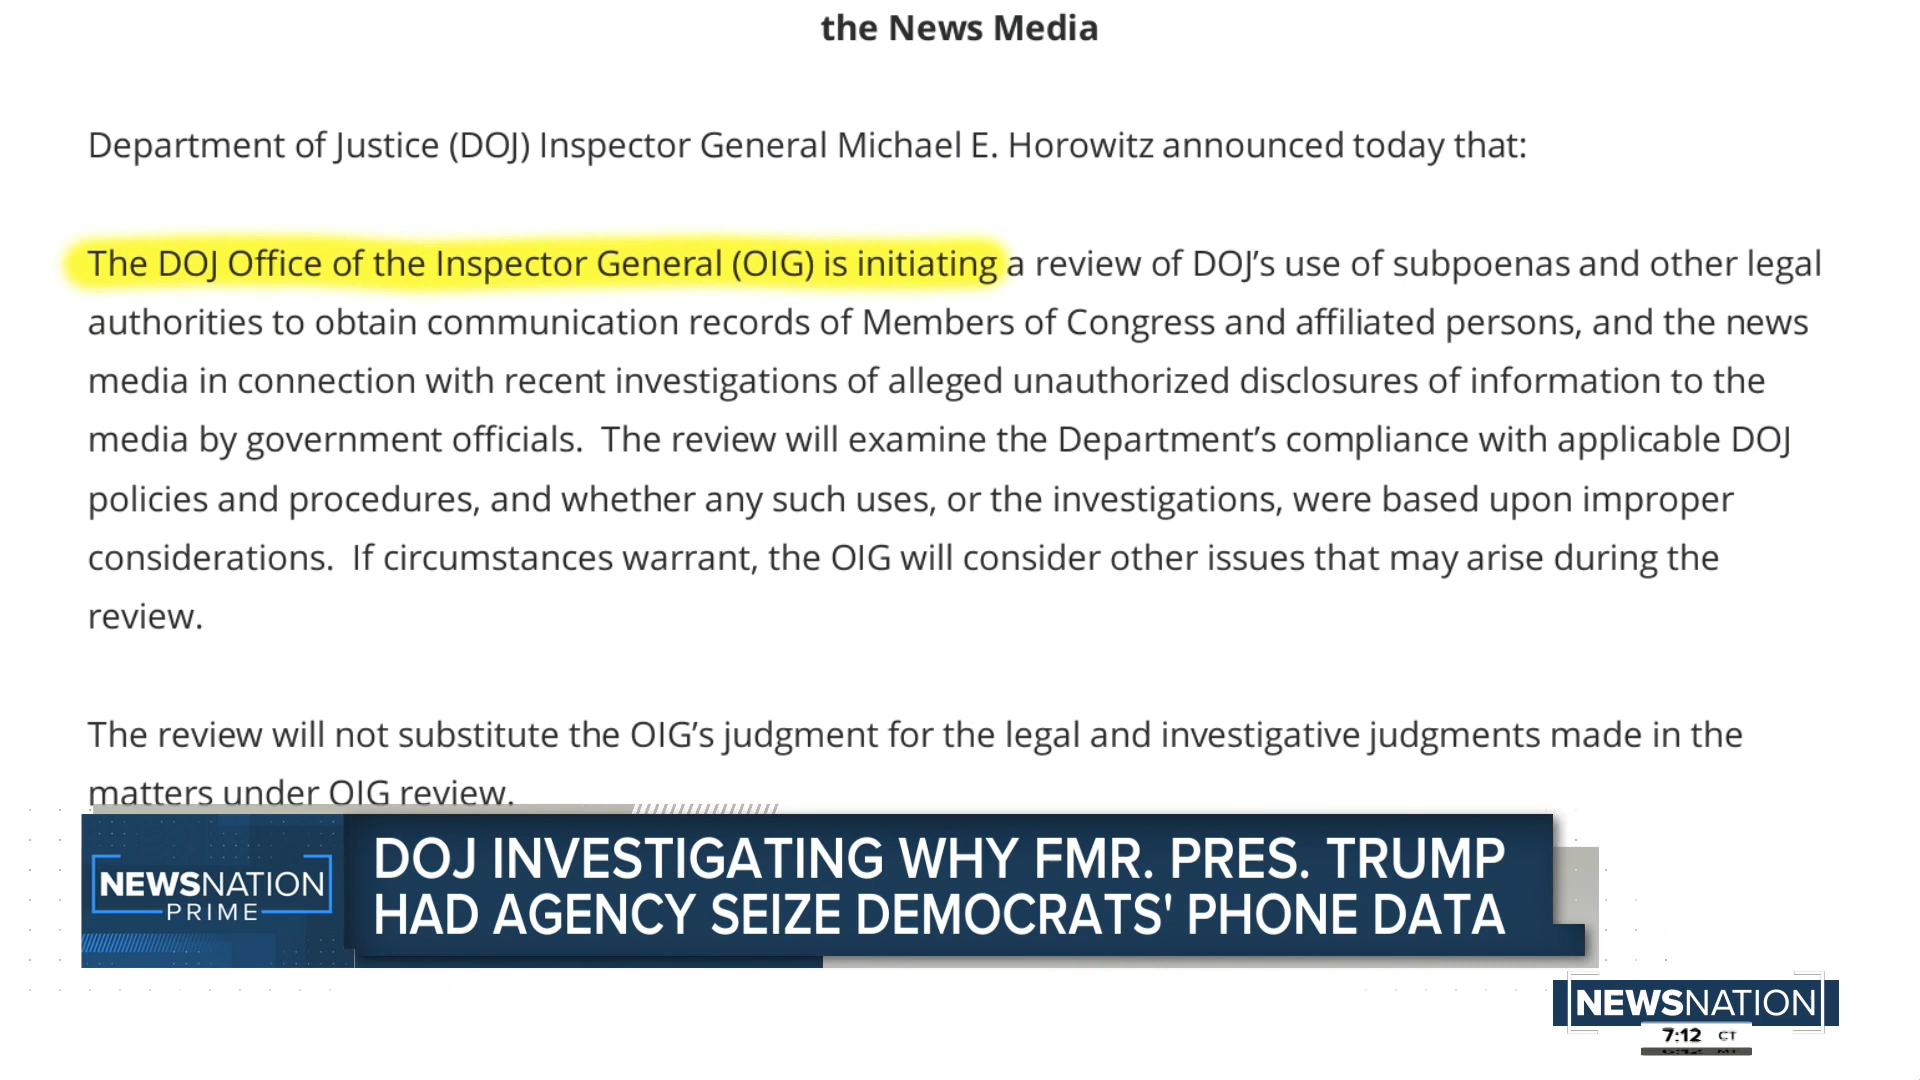 the News Media
Department of Justice (DOJ) Inspector General Michael E. Horowitz announced today that:
The DOJ Office of the Inspector General (OIG) is initiating a review of DOJ’s use of subpoenas and other legal
authorities to obtain communication records of Members of Congress and affiliated persons, and the news
media in connection with recent investigations of alleged unauthorized disclosures of information to the
media by government officials.  The review will examine the Department’s compliance with applicable DOJ
policies and procedures, and whether any such uses, or the investigations, were based upon improper
considerations.  If circumstances warrant, the OIG will consider other issues that may arise during the
review.
The review will not substitute the OIG’s judgment for the legal and investigative judgments made in the
matters under OIG review.
NEWSNATION
PRIME
DOJ INVESTIGATING WHY FMR. PRES. TRUMP
HAD AGENCY SEIZE DEMOCRATS' PHONE DATA
NEWSNATION
7:12 CT